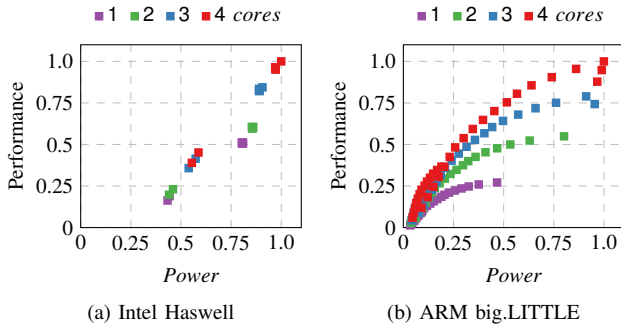 1 2 3 4 cores
1 2 3 4 cores
Performance
1.0
0.75
0.5
0.25
0
0 0.25 0.5 0.75 1.0
Power
(a) Intel Haswell
Performance
1.0
0.75
0.5
0.25
0
0 0.25 0.5 0.75 1.0
Power
(b) ARM big.LITTLE